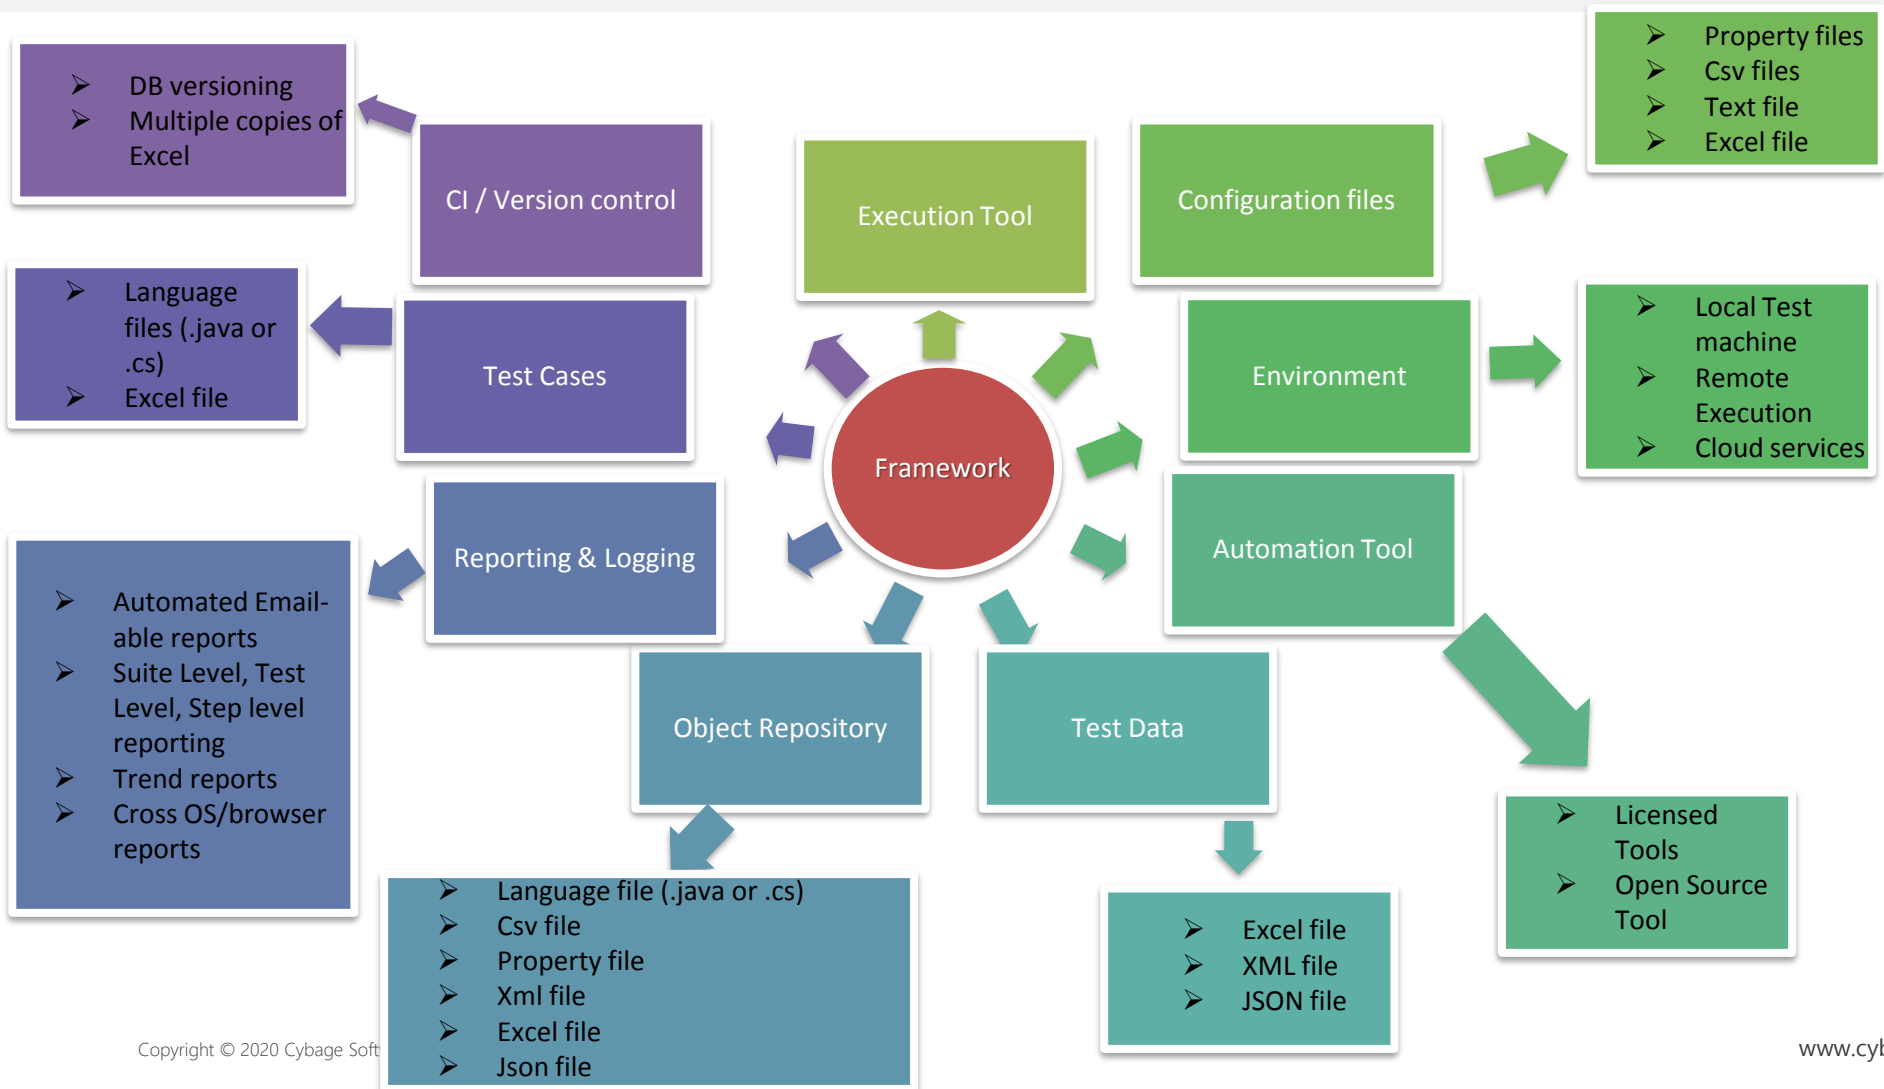 DB versioning
Multiple copies of
Excel
CI / Version control
Execution Tool
Configuration files
Property files
Csv files
Text file
Excel file
Language
files (.java or
.cs)
Excel file
Test Cases
Framework
Environment
Local Test
machine
Remote
Execution
Cloud services
Reporting & Logging
Automation Tool
Automated Email-
able reports
Suite Level, Test
Level, Step level
reporting
Trend reports
Cross OS/browser
reports
Object Repository
Test Data
Licensed
Tools
Open Source
Tool
Language file (.java or .cs)
Csv file
Property file
Xml file
Excel file
Json file
Excel file
XML file
JSON file
Copyright © 2020 Cybage